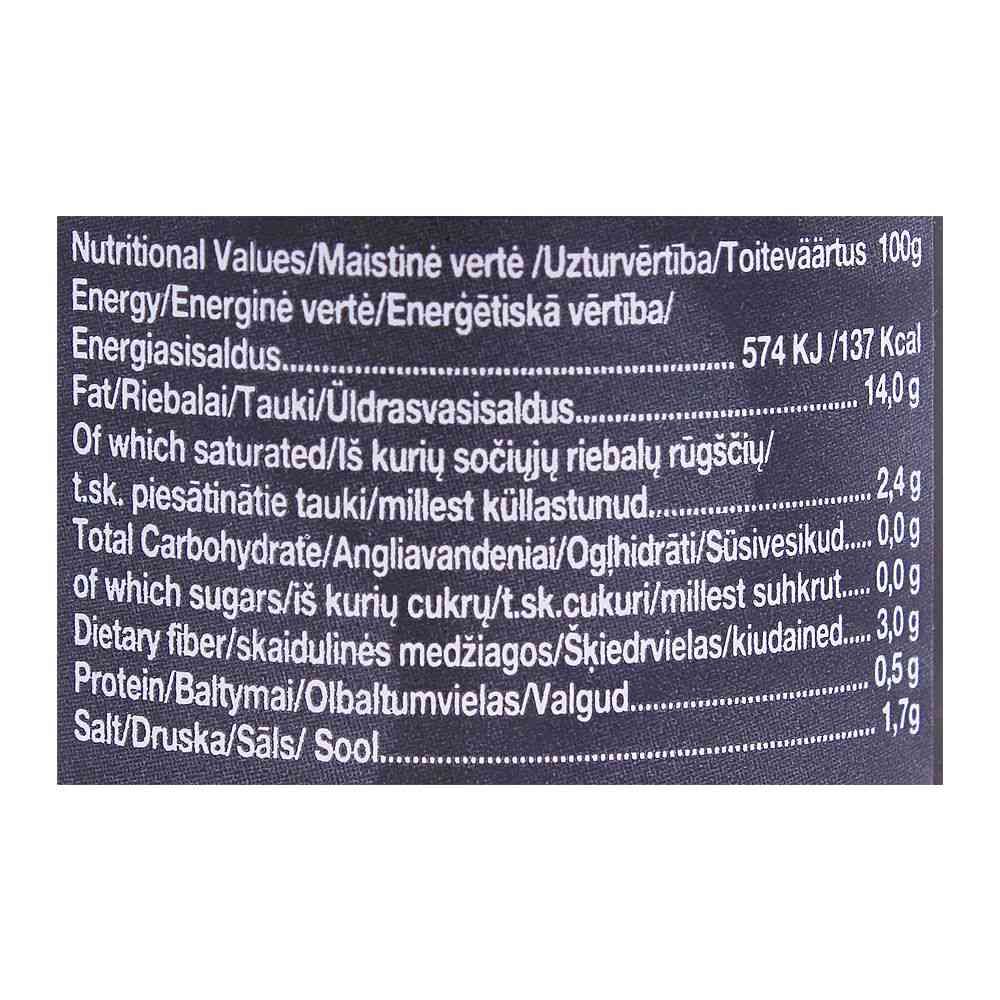 Nutritional Values/Maistinė vertė /Uzturvērtība/Toiteväärtus 100g
Energy/Energinė vertė/Enerģētiskā vērtība/
Energiasisaldus........................................................ 574 KJ /137 Kcal
Fat/Riebalai/Tauki/Üldrasvasisaldus.................................... 14,0 g
Of which saturated/Iš kurių sočiųjų riebalų rūgščių/
t.sk. piesātinātie tauki/millest küllastunud............................ 2,4 g
Total Carbohydrate/Angliavandeniai/Ogļhidrāti/Süsivesikud..... 0,0 g
of which sugars/iš kurių cukrų/t.sk.cukuri/millest suhkrut..... 0,0 g
Dietary fiber/skaidulinės medžiagos/Šķiedrvielas/kiudained..... 3,0 g
Protein/Baltymai/Olbaltumvielas/Valgud.............................. 0,5 g
Salt/Druska/Sāls/ Sool............................................................ 1,7g